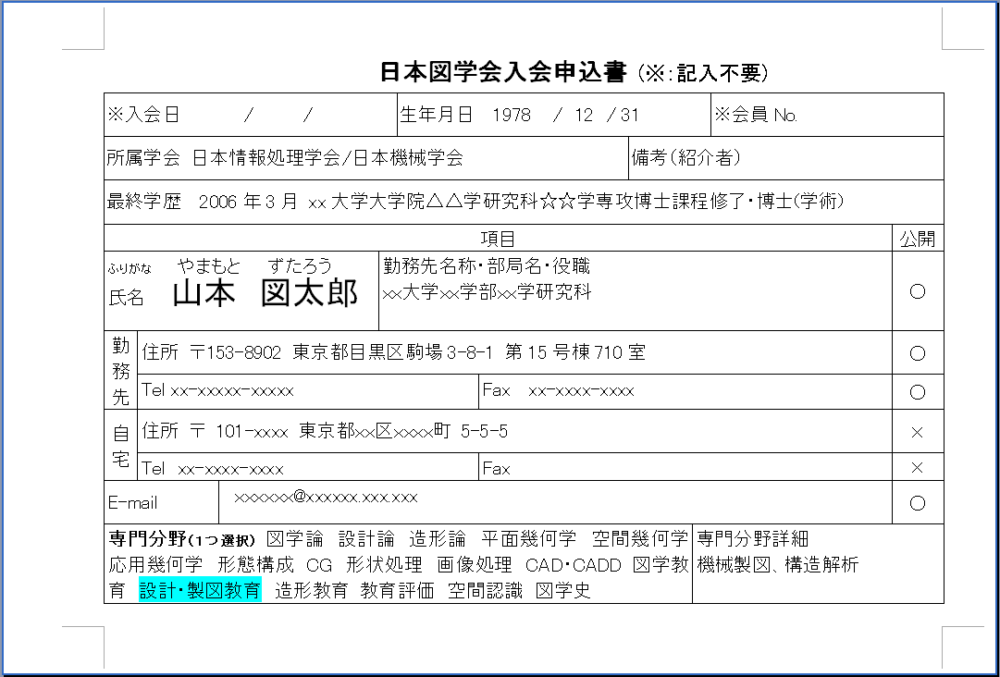 日本図学会入会申込書 (※:記入不要)
※入会日 / / 生年月日 1978 / 12 / 31 ※会員 No.
所属学会 日本情報処理学会/日本機械学会 備考(紹介者)
最終学歴 2006 年 3 月 xx 大学大学院△△学研究科☆☆学専攻博士課程修了・博士(学術)
項目 公開
ふりがな やまもと ずたろう
氏名 山本 図太郎
勤務先名称・部局名・役職
xx大学xx学部xx学研究科
○
勤務先
住所 〒153-8902 東京都目黒区駒場 3-8-1 第 15 号棟 710 室 ○
Tel xx-xxxxx-xxxxx Fax xx-xxxx-xxxx ○
自宅
住所 〒 101-xxxx 東京都xx区xxxx町 5-5-5 ×
Tel xx-xxxx-xxxx Fax ×
E-mail xxxxxxx@xxxxxx.xxx.xxx ○
専門分野(1つ選択) 図学論 設計論 造形論 平面幾何学 空間幾何学
応用幾何学 形態構成 CG 形状処理 画像処理 CAD・CADD 図学教
育 設計・製図教育 造形教育 教育評価 空間認識 図学史
専門分野詳細
機械製図、構造解析